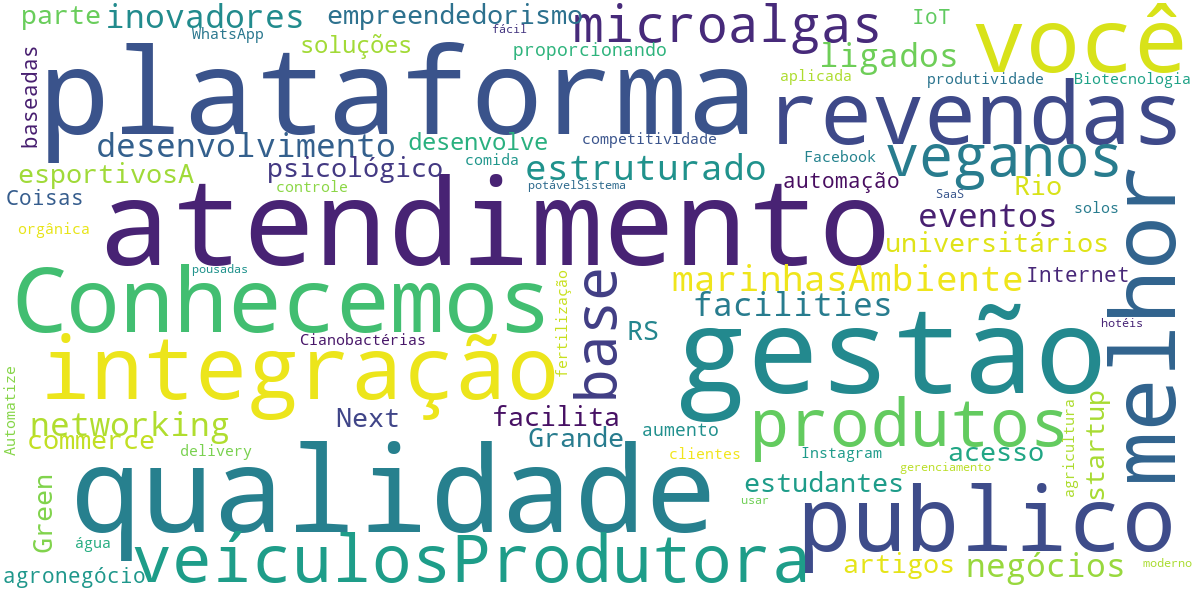 parte inovadores empreendedorismo fácil microalgas IoT você
WhatsApp soluções proporcionando ligados
baseadas plataforma aplicada produtividade Biotecnologia
revendas
desenvolvimento desenvolve competitividade
psicológico comida estruturado Facebook veganos
esportivosA controle potávelSistema automação Rio
Coisas SaaS solos
orgânica atendimento eventos melhor
universitários
pousadas marinhasAmbiente Internet
Conhecemos fertilização base facilities
RS hotéis
integração Cianobactérias gestão
Automatize
networking Next facilita produtos agricultura startup
commerce Grande aumento
delivery clientes Instagram acesso
gerenciamento
qualidade estudantes
Green usar publico
água
agronegócio veículosProdutora artigos negócios moderno